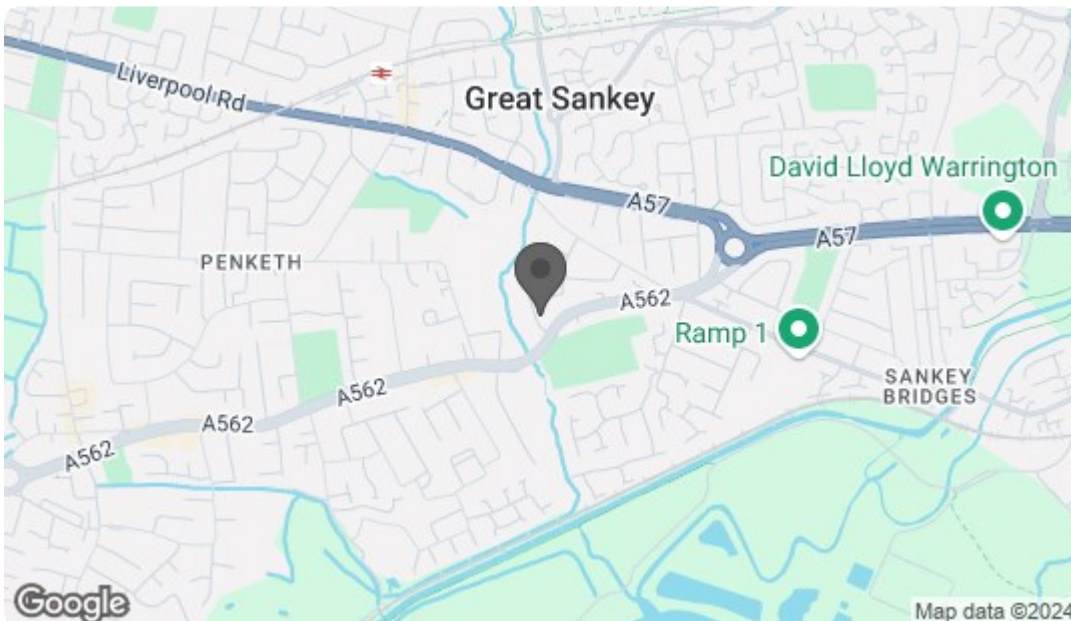 Liverpool Rd
Great Sankey
David Lloyd Warrington
A57
A57
PENKETH
A562
Ramp 1
SANKEY
BRIDGES
A562
A562
A562
Google
Map data ©2024